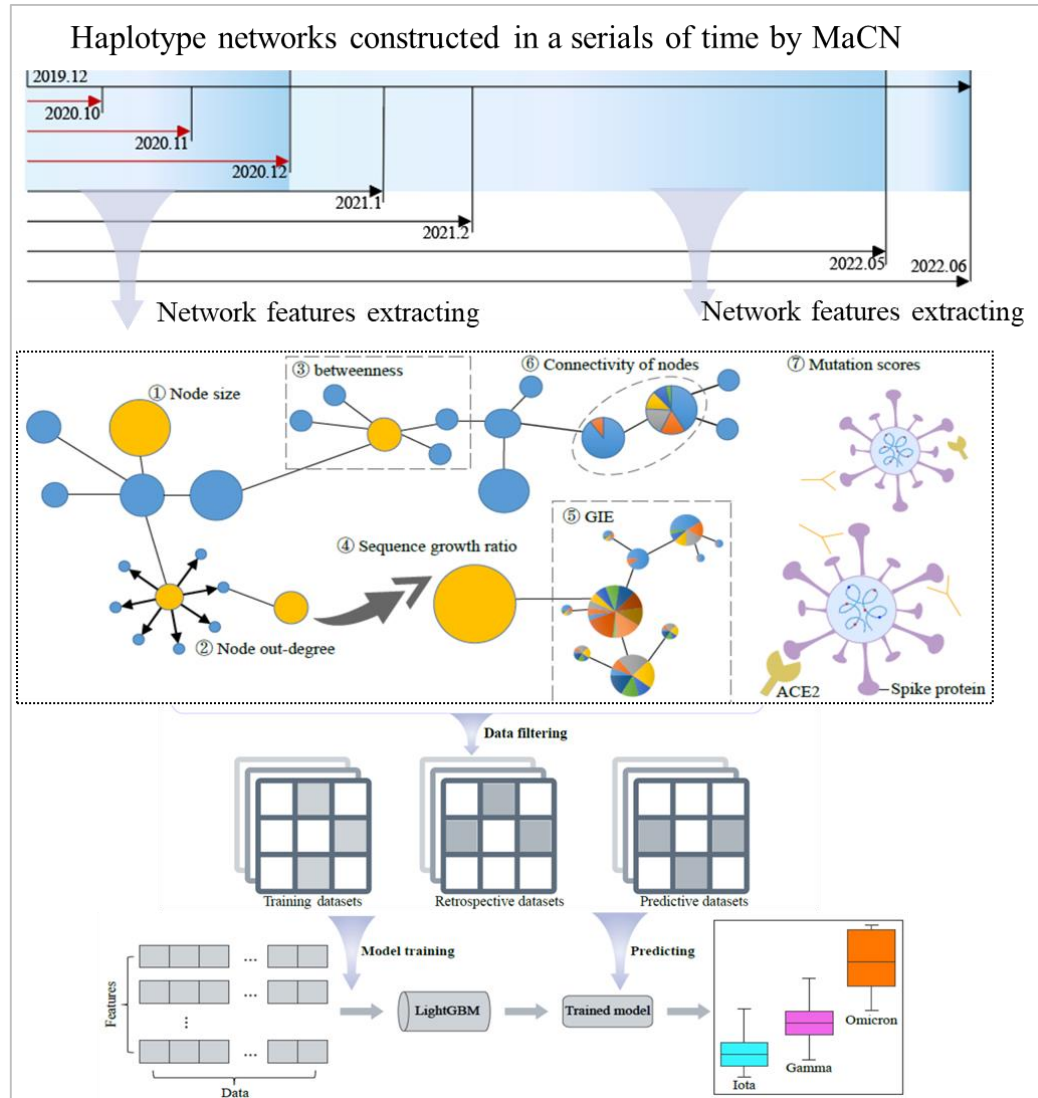 Haplotype networks constructed in a serials of time by MaCN
2019.12
2020.10
2020.11
2020.12
2021.1
2021.2
2022.05
2022.06
Network features extracting
Network features extracting
① Node size
③ betweenness
⑥ Connectivity of nodes
⑦ Mutation scores
④ Sequence growth ratio
⑤ GIE
② Node out-degree
ACE2
Spike protein
Data filtering
Training datasets
Retrospective datasets
Predictive datasets
Model training
Predicting
Features
...
...
⋮
...
Data
LightGBM
Trained model
Omicron
Gamma
Iota